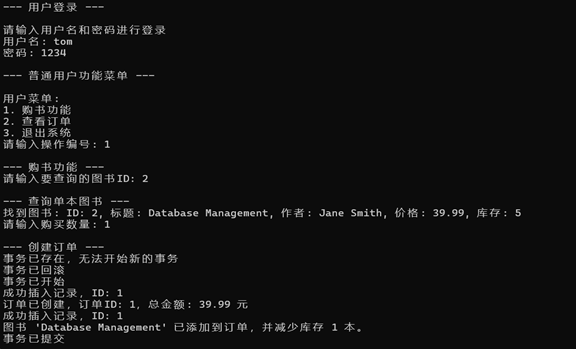 --- 用户登录 ---
请输入用户名和密码进行登录
用户名: tom
密码: 1234
--- 普通用户功能菜单 ---
用户菜单:
1. 购书功能
2. 查看订单
3. 退出系统
请输入操作编号: 1
--- 购书功能 ---
请输入要查询的图书ID: 2
--- 查询单本图书 ---
找到图书: ID: 2, 标题: Database Management, 作者: Jane Smith, 价格: 39.99, 库存: 5
请输入购买数量: 1
--- 创建订单 ---
事务已存在，无法开始新的事务
事务已回滚
事务已开始
成功插入记录，ID: 1
订单已创建，订单ID: 1，总金额: 39.99 元
成功插入记录，ID: 1
图书 'Database Management' 已添加到订单，并减少库存 1 本。
事务已提交